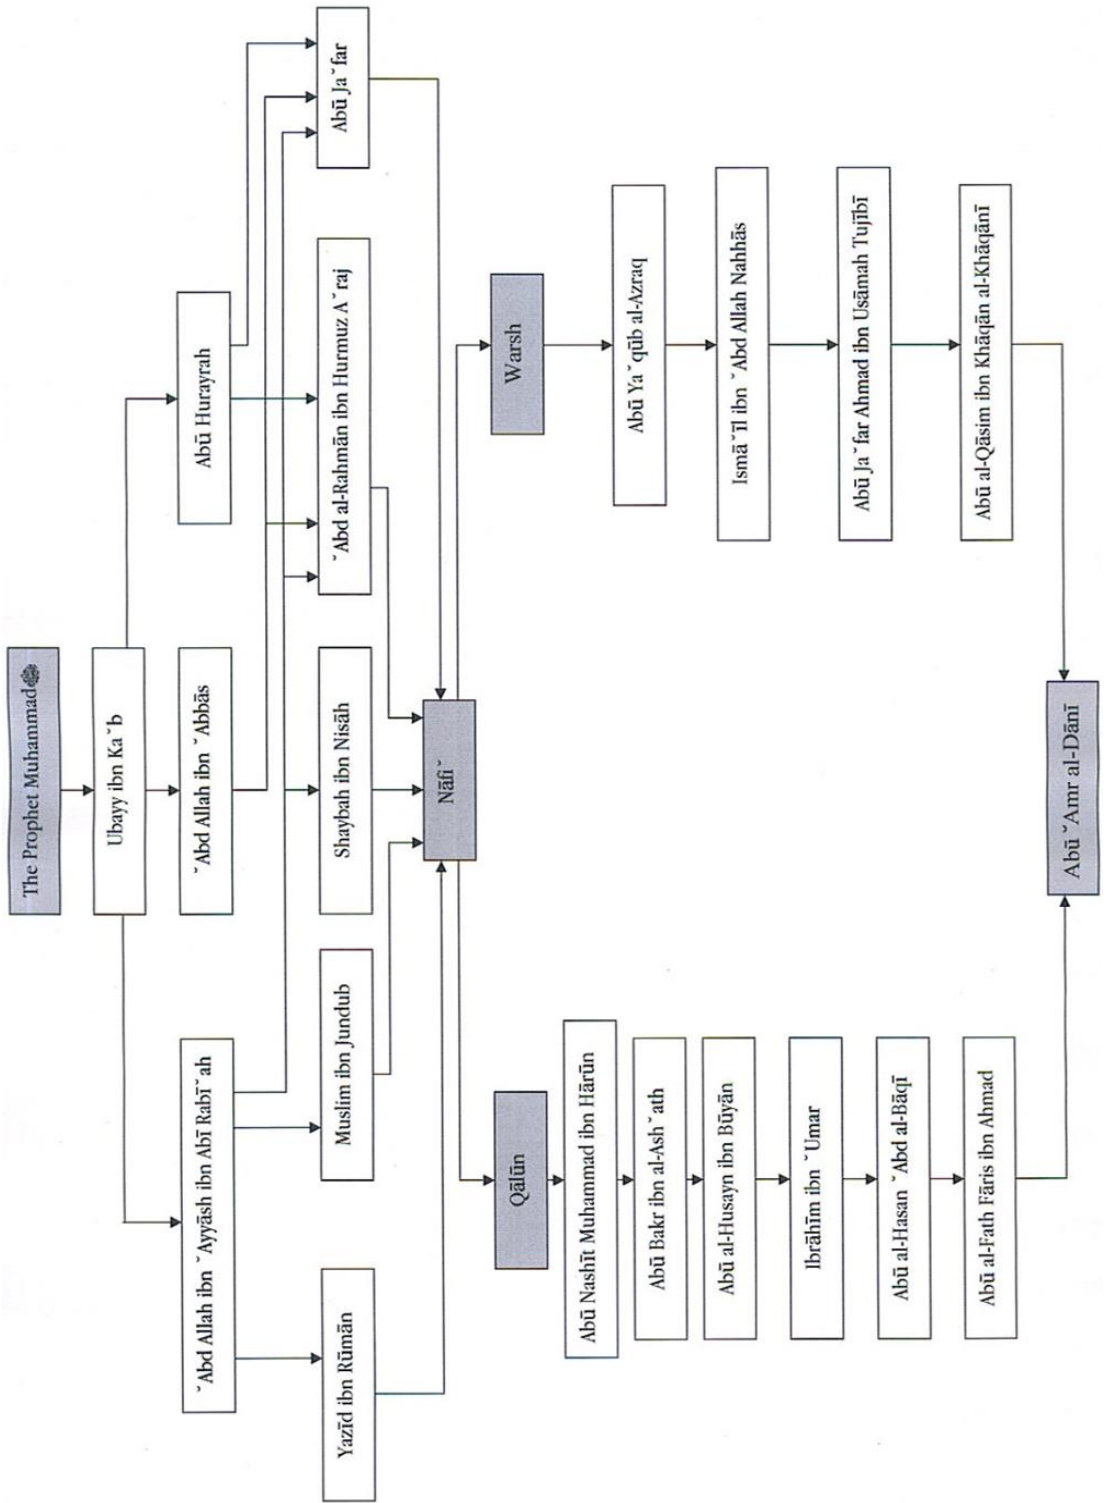 The Prophet Muhammadﷺ
Ubayy ibn Ka˘b
˘Abd Allah ibn ˘Ayyāsh ibn Abī Rabī˘ah
˘Abd Allah ibn ˘Abbās
Abū Hurayrah
Yazīd ibn Rūmān
Muslim ibn Jundub
Shaybah ibn Nisāh
˘Abd al-Rahmān ibn Hurmuz A˘raj
Abū Ja˘far
Nāfi˘
Qālūn
Abū Nashīt Muhammad ibn Hārūn
Abū Bakr ibn al-Ash˘ath
Abū al-Husayn ibn Būyān
Ibrāhīm ibn ˘Umar
Abū al-Hasan ˘Abd al-Bāqī
Abū al-Fath Fāris ibn Ahmad
Warsh
Abū Ya˘qūb al-Azraq
Ismā˘īl ibn ˘Abd Allah Nahhās
Abū Ja˘far Ahmad ibn Usāmah Tujībī
Abū al-Qāsim ibn Khāqān al-Khāqānī
Abū ˘Amr al-Dānī